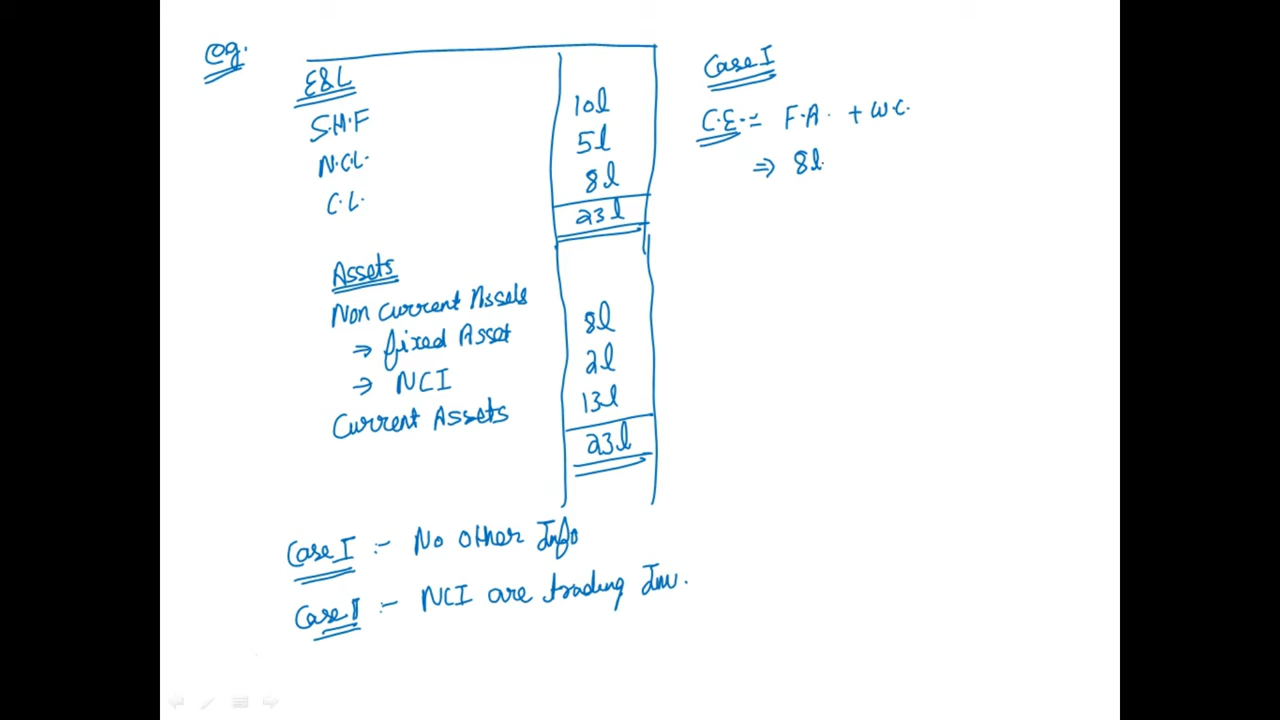 eg.
E&L
S.H.F 10l
N.C.L. 5l
C.L. 8l
23l
Assets
Non Current Assets
⇒ fixed Asset 8l
⇒ NCI 2l
Current Assets 13l
23l
Case I :- No other Info
Case II :- NCI are trading Inv.
Case I
C.E. = F.A. + W.C.
⇒ 8l